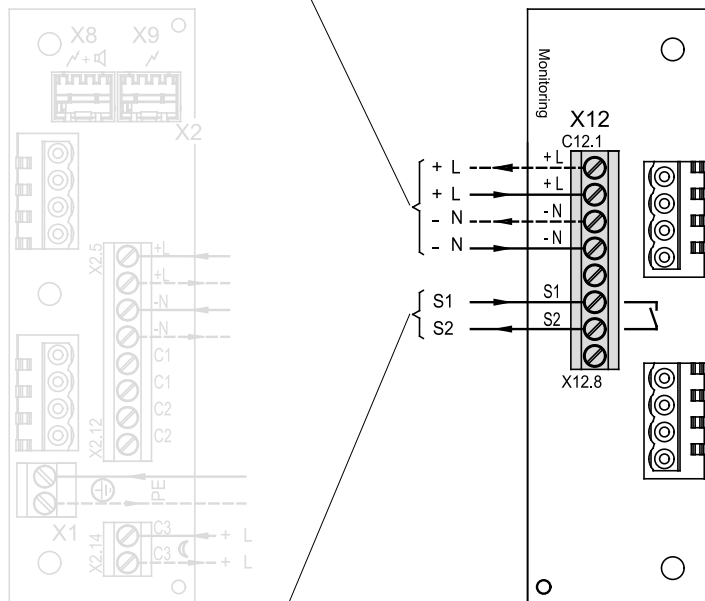 X8 X9
+
X2
X2.5
+L
+L
-N
-N
C1
C1
C2
C2
X2.12
X1
PE
X2.14
C3 + L
C3 + L
Monitoring
X12
C12.1
+ L +L
+ L +L
- N -N
- N -N
S1 S1
S2 S2
X12.8